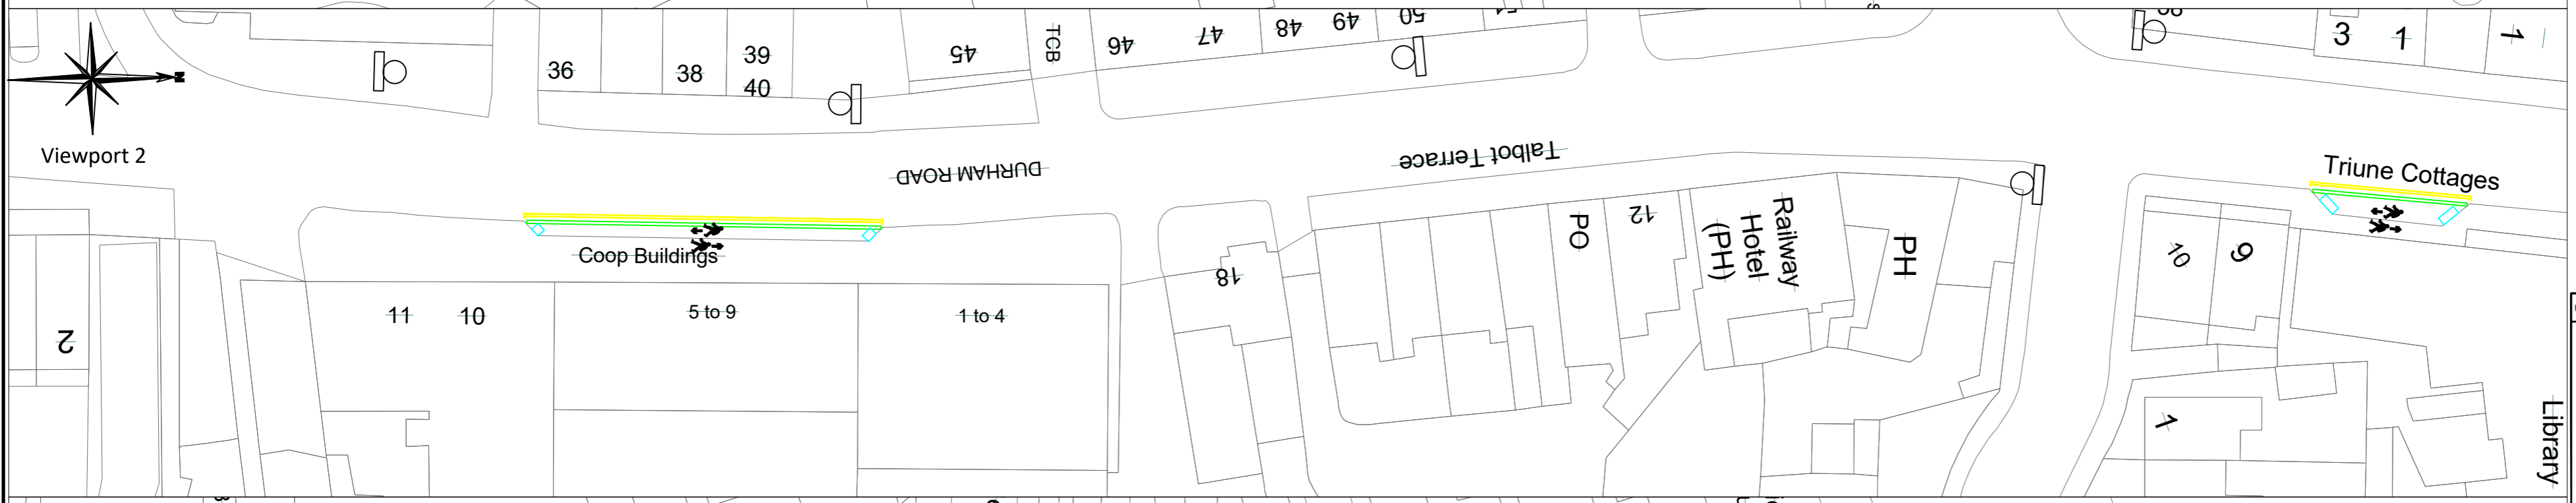 N
Viewport 2
36
38
39
40
45
TCB
46
47
48
49
50
3
1
1
DURHAM ROAD
Talbot Terrace
Triune Cottages
Coop Buildings
11
10
5 to 9
1 to 4
2
18
PO
12
Railway
Hotel
(PH)
PH
10
9
1
Library